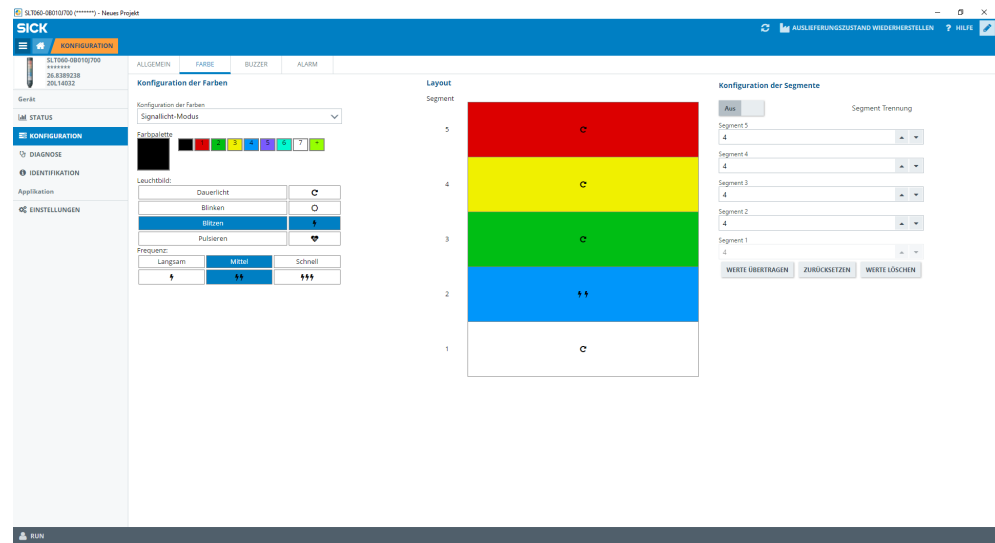 SLT060-0B010J700 (*******) - Neues Projekt
SICK
AUSLIEFERUNGSZUSTAND WIEDERHERSTELLEN
? HILFE
KONFIGURATION
SLT060-0B010J700
*******
26.8389238
20L14032
Gerät
STATUS
KONFIGURATION
DIAGNOSE
IDENTIFIKATION
Applikation
EINSTELLUNGEN
ALLGEMEIN FARBE BUZZER ALARM
Konfiguration der Farben
Konfiguration der Farben
Signallicht-Modus
Farbpalette
1 2 3 4 5 6 7 *
Leuchtbild:
Dauerlicht
Blinken
Blitzen
Pulsieren
Frequenz:
Langsam Mittel Schnell
Layout
Segment
5
4
3
2
1
Konfiguration der Segmente
Aus Segment Trennung
Segment 5
4
Segment 4
4
Segment 3
4
Segment 2
4
Segment 1
4
WERTE ÜBERTRAGEN ZURÜCKSETZEN WERTE LÖSCHEN
RUN